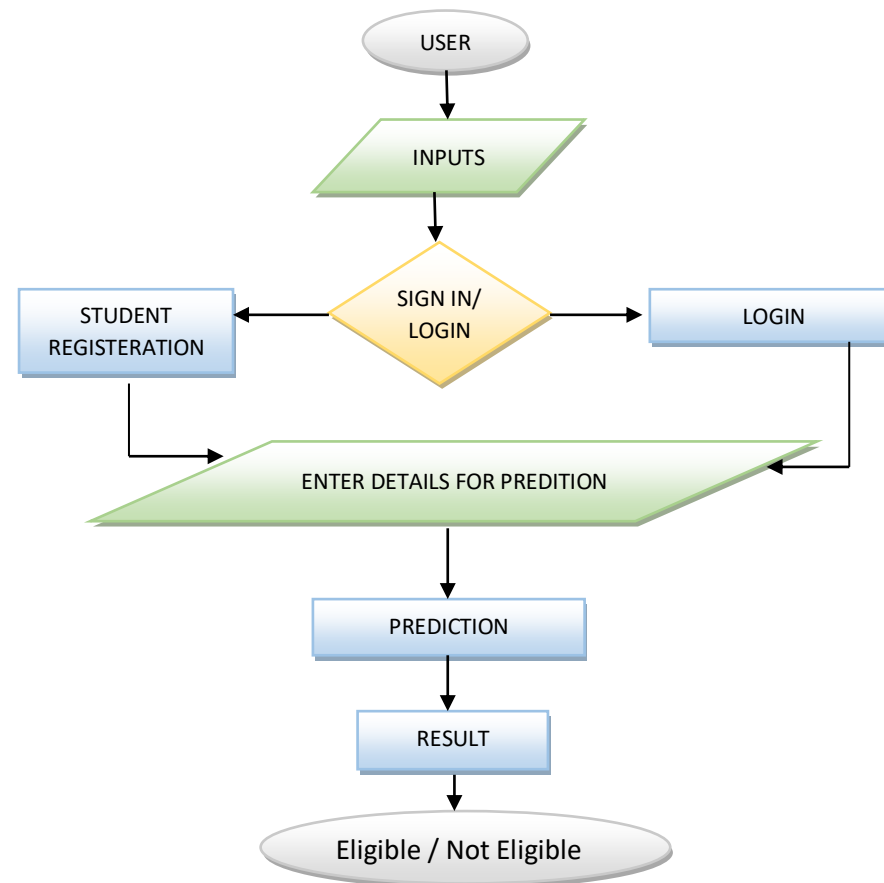 USER
INPUTS
SIGN IN/
LOGIN
STUDENT
REGISTERATION
LOGIN
ENTER DETAILS FOR PREDITION
PREDICTION
RESULT
Eligible / Not Eligible